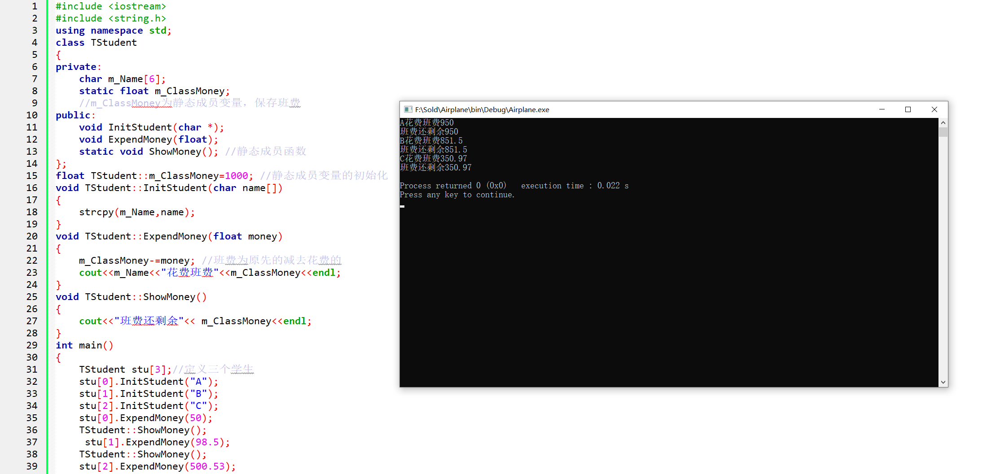 1 #include <iostream>
2 #include <string.h>
3 using namespace std;
4 class TStudent
5 {
6 private:
7     char m_Name[6];
8     static float m_ClassMoney;
9     //m_ClassMoney为静态成员变量，保存班费
10 public:
11     void InitStudent(char *);
12     void ExpendMoney(float);
13     static void ShowMoney(); //静态成员函数
14 };
15 float TStudent::m_ClassMoney=1000; //静态成员变量的初始化
16 void TStudent::InitStudent(char name[])
17 {
18     strcpy(m_Name,name);
19 }
20 void TStudent::ExpendMoney(float money)
21 {
22     m_ClassMoney-=money; //班费为原先的减去花费的
23     cout<<m_Name<<"花费班费"<<m_ClassMoney<<endl;
24 }
25 void TStudent::ShowMoney()
26 {
27     cout<<"班费还剩余"<< m_ClassMoney<<endl;
28 }
29 int main()
30 {
31     TStudent stu[3];//定义三个学生
32     stu[0].InitStudent("A");
33     stu[1].InitStudent("B");
34     stu[2].InitStudent("C");
35     stu[0].ExpendMoney(50);
36     TStudent::ShowMoney();
37      stu[1].ExpendMoney(98.5);
38     TStudent::ShowMoney();
39     stu[2].ExpendMoney(500.53);
F:\Sold\Airplane\bin\Debug\Airplane.exe
A花费班费950
班费还剩余950
B花费班费851.5
班费还剩余851.5
C花费班费350.97
班费还剩余350.97
Process returned 0 (0x0)   execution time : 0.022 s
Press any key to continue.